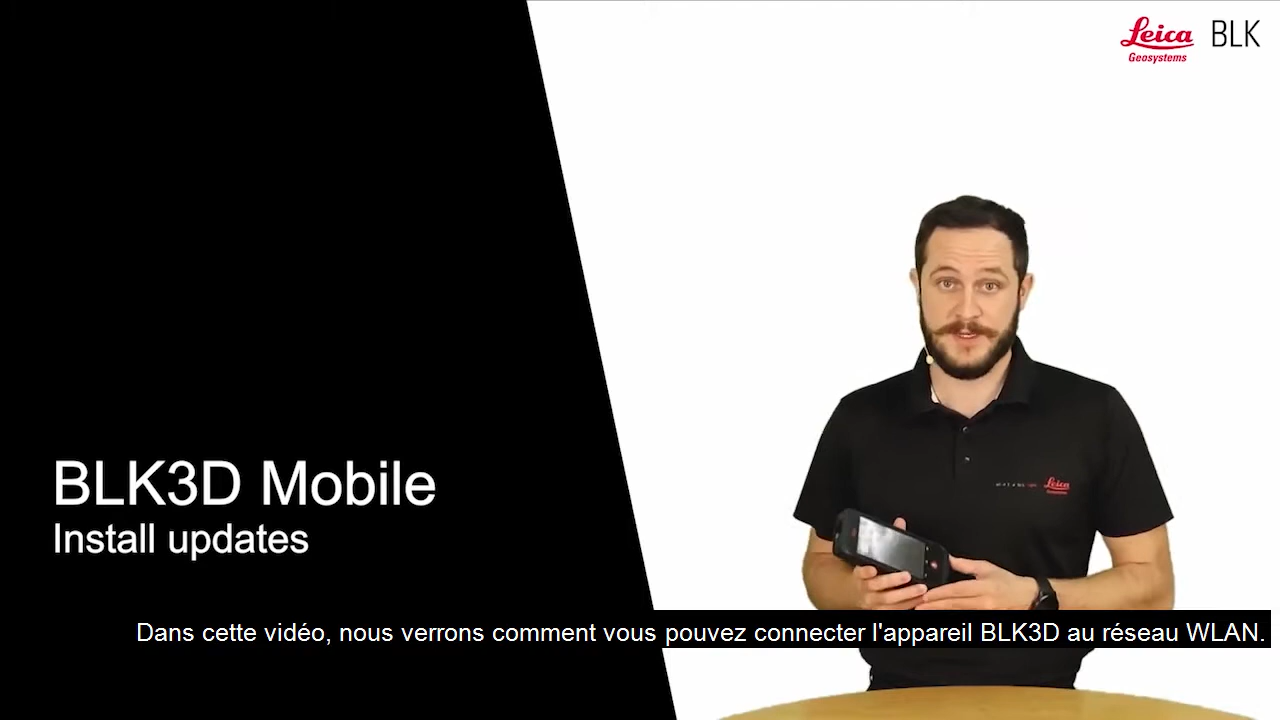 Leica BLK
Geosystems
Leica
BLK3D Mobile
Install updates
Dans cette vidéo, nous verrons comment vous pouvez connecter l'appareil BLK3D au réseau WLAN.